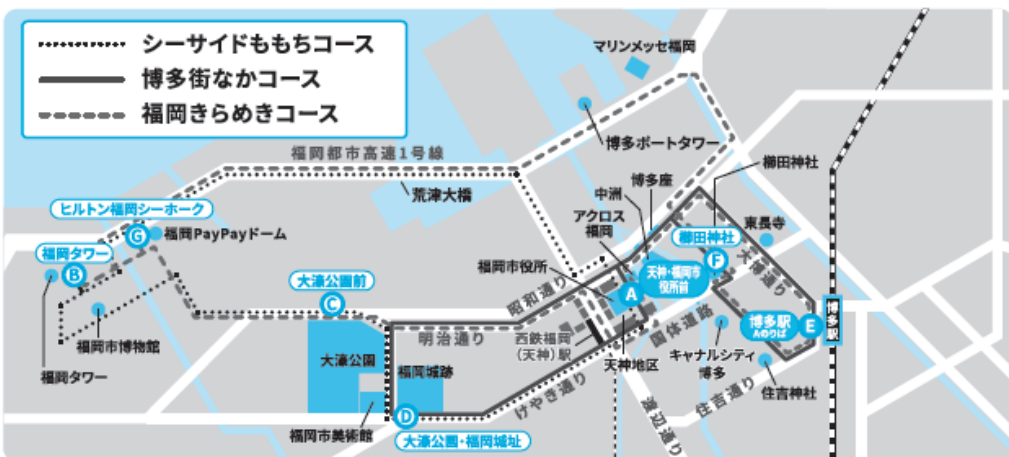 シーサイドももちコース
博多街なかコース
福岡きらめきコース
マリンメッセ福岡
博多ポートタワー
福岡都市高速1号線
荒津大橋
櫛田神社
博多座
中洲
東長寺
アクロス
福岡
ヒルトン福岡シーホーク
G
福岡PayPayドーム
櫛田神社
F
福岡タワー
B
福岡市役所
天神・福岡市
役所前
A
大博通り
大濠公園前
C
昭和通り
国体道路
博多駅
Aのりば
E
博多駅
明治通り
西鉄福岡
(天神)駅
天神地区
キャナルシティ
博多
福岡市博物館
福岡タワー
大濠公園
福岡城跡
住吉神社
けやき通り
渡辺通り
住吉通り
D
福岡市美術館
大濠公園・福岡城址